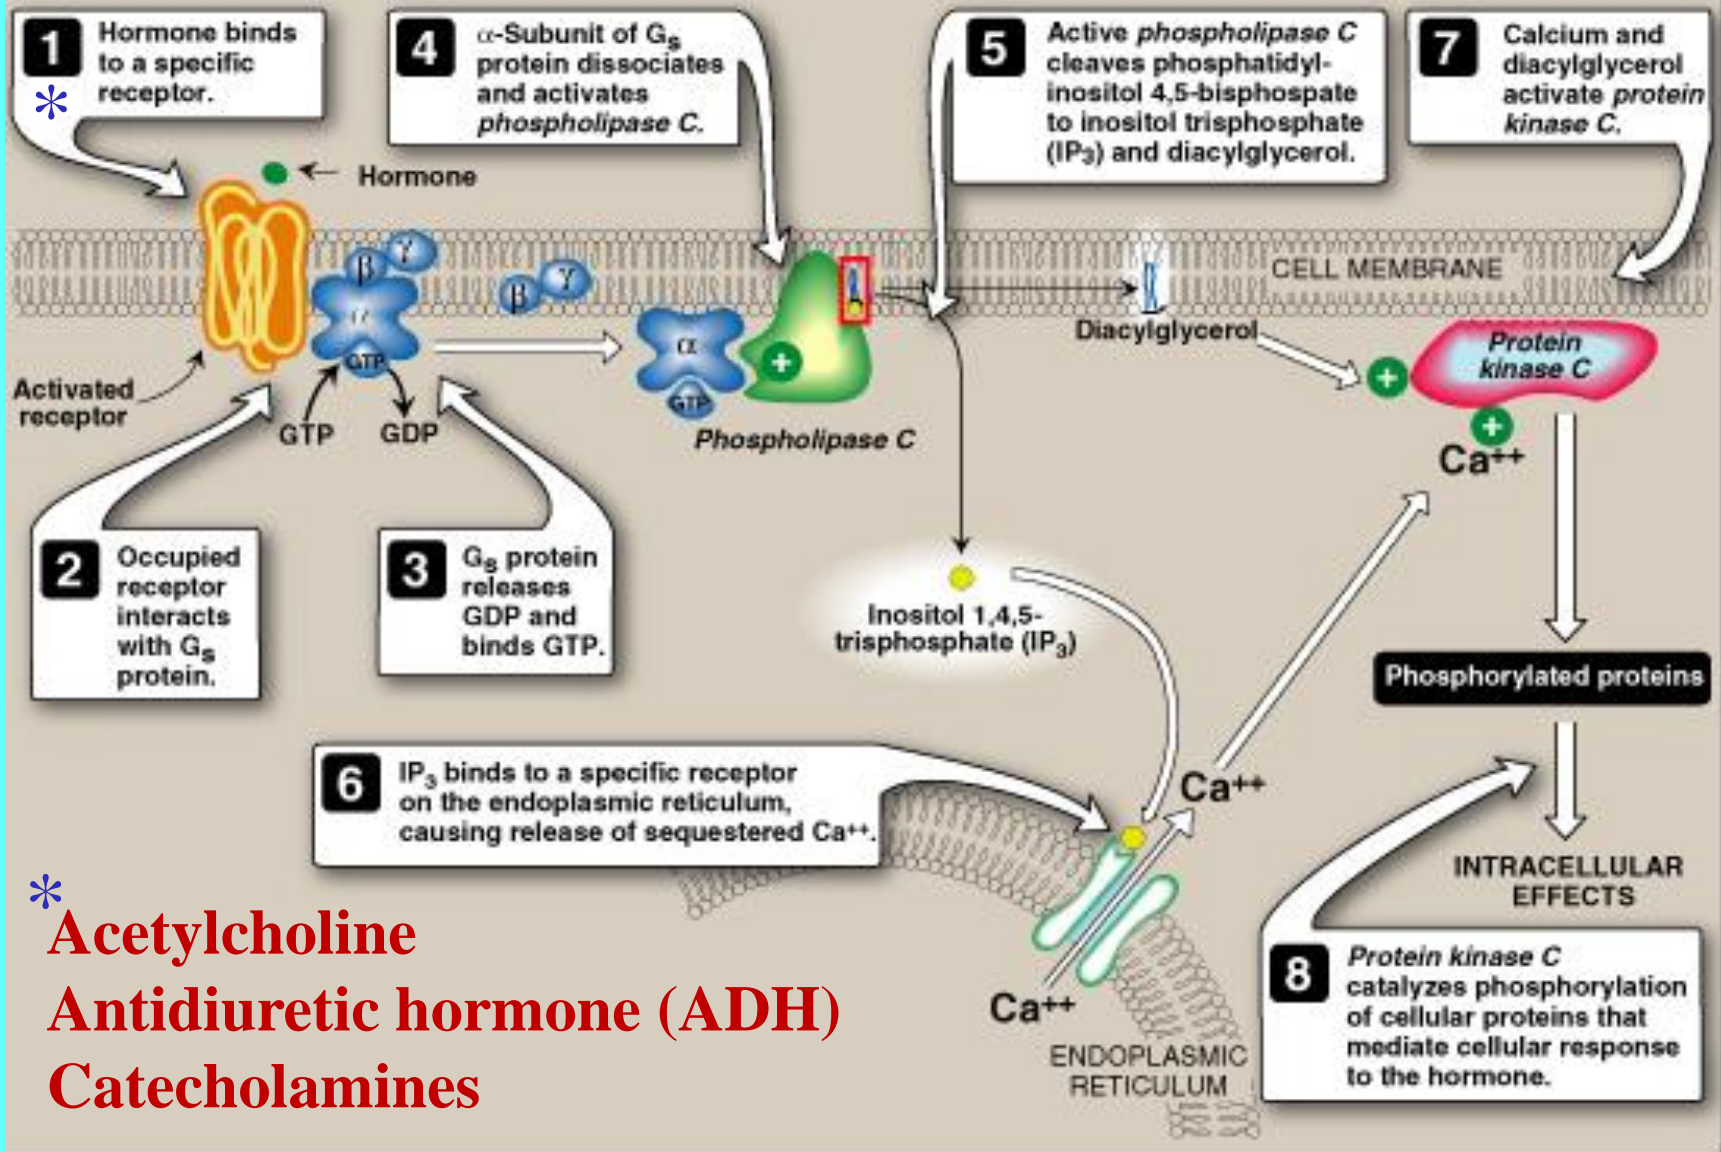 1
Hormone binds
to a specific
receptor.
*
4
α-Subunit of Gs
protein dissociates
and activates
phospholipase C.
5
Active phospholipase C
cleaves phosphatidyl-
inositol 4,5-bisphospate
to inositol trisphosphate
(IP3) and diacylglycerol.
7
Calcium and
diacylglycerol
activate protein
kinase C.
Hormone
β γ
α
GTP
β γ
α
GTP
+
CELL MEMBRANE
Diacylglycerol
+
Protein
kinase C
+
Ca++
Activated
receptor
GTP
GDP
Phospholipase C
2
Occupied
receptor
interacts
with Gs
protein.
3
Gs protein
releases
GDP and
binds GTP.
Inositol 1,4,5-
trisphosphate (IP3)
Phosphorylated proteins
6
IP3 binds to a specific receptor
on the endoplasmic reticulum,
causing release of sequestered Ca++.
Ca++
INTRACELLULAR
EFFECTS
Ca++
ENDOPLASMIC
RETICULUM
8
Protein kinase C
catalyzes phosphorylation
of cellular proteins that
mediate cellular response
to the hormone.
*
Acetylcholine
Antidiuretic hormone (ADH)
Catecholamines